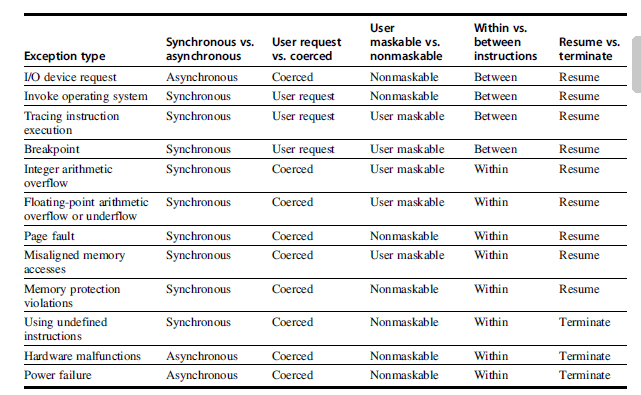 Exception type Synchronous vs. asynchronous User request vs. coerced User maskable vs. nonmaskable Within vs. between instructions Resume vs. terminate
I/O device request Asynchronous Coerced Nonmaskable Between Resume
Invoke operating system Synchronous User request Nonmaskable Between Resume
Tracing instruction execution Synchronous User request User maskable Between Resume
Breakpoint Synchronous User request User maskable Between Resume
Integer arithmetic overflow Synchronous Coerced User maskable Within Resume
Floating-point arithmetic overflow or underflow Synchronous Coerced User maskable Within Resume
Page fault Synchronous Coerced Nonmaskable Within Resume
Misaligned memory accesses Synchronous Coerced User maskable Within Resume
Memory protection violations Synchronous Coerced Nonmaskable Within Resume
Using undefined instructions Synchronous Coerced Nonmaskable Within Terminate
Hardware malfunctions Asynchronous Coerced Nonmaskable Within Terminate
Power failure Asynchronous Coerced Nonmaskable Within Terminate